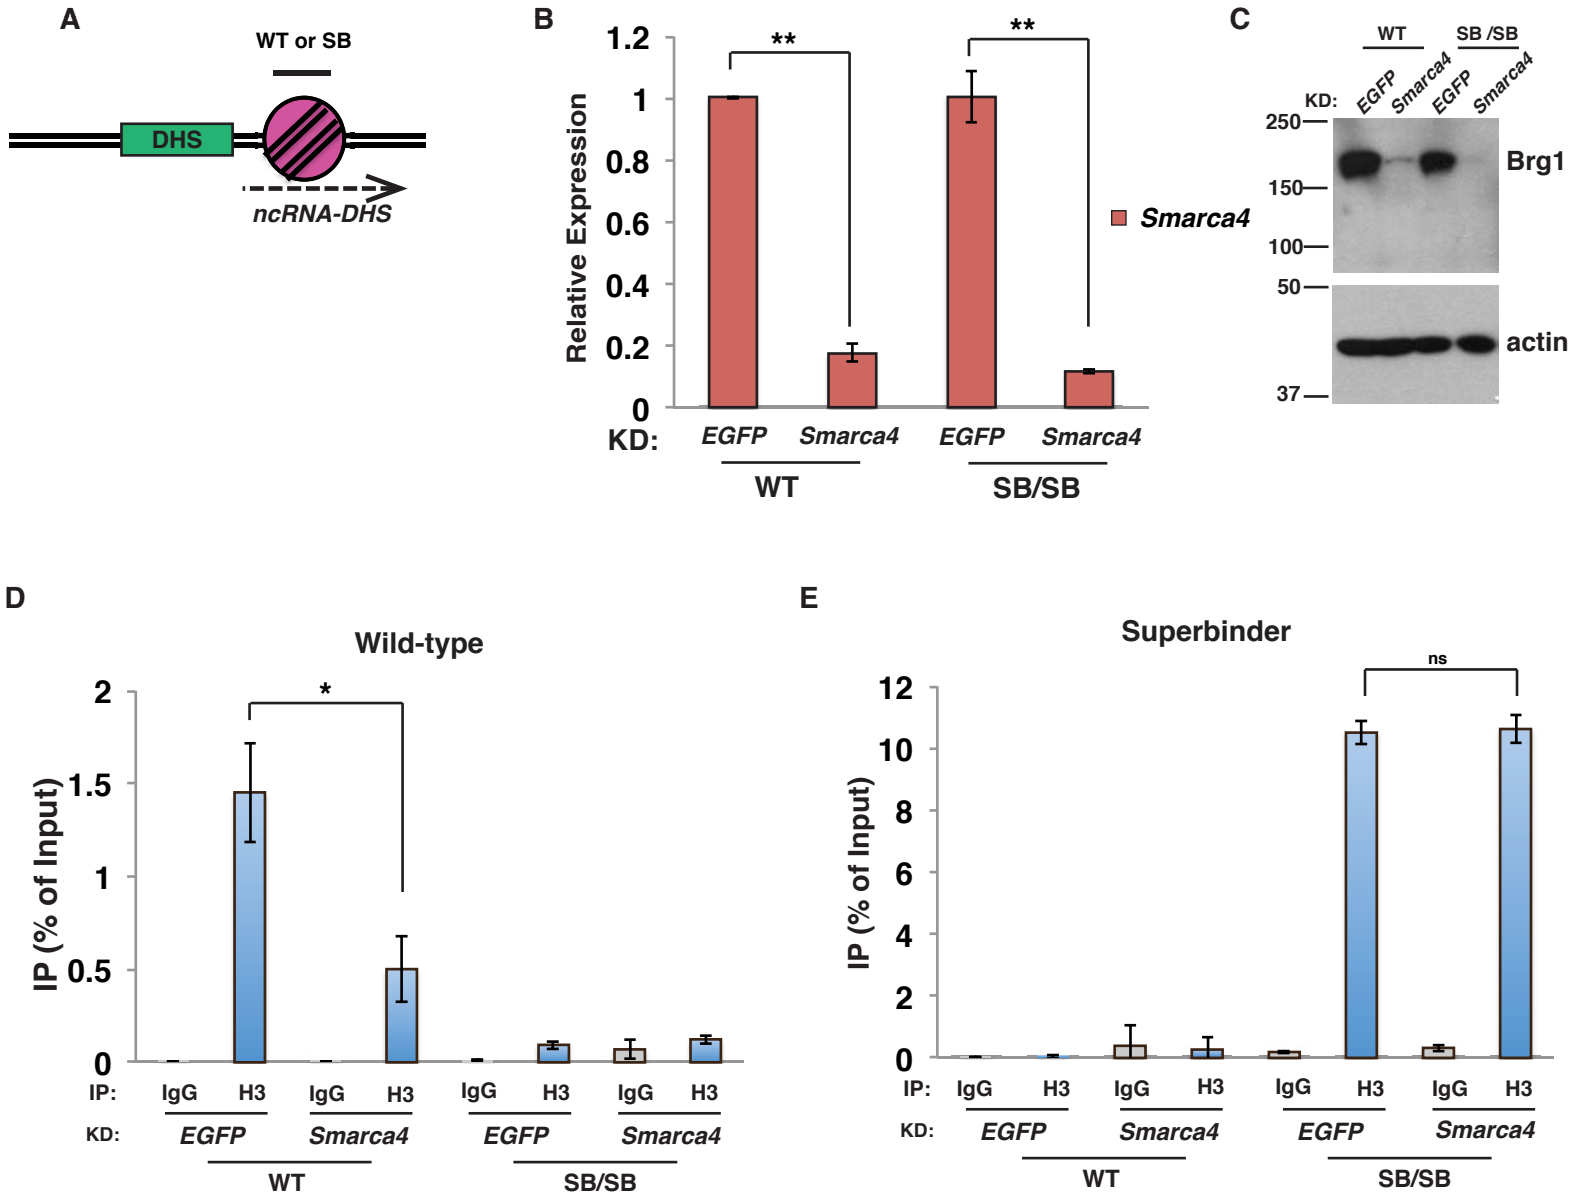 A
WT or SB
DHS
ncRNA-DHS
B
Relative Expression
1.2
1
0.8
0.6
0.4
0.2
0
**
**
Smarca4
KD:
EGFP
Smarca4
EGFP
Smarca4
WT
SB/SB
C
WT
SB /SB
KD:
EGFP
Smarca4
EGFP
Smarca4
250
150
100
50
37
Brg1
actin
D
Wild-type
IP (% of Input)
2
1.5
1
0.5
0
*
IP:
IgG
H3
IgG
H3
IgG
H3
IgG
H3
KD:
EGFP
Smarca4
EGFP
Smarca4
WT
SB/SB
E
Superbinder
IP (% of Input)
12
10
8
6
4
2
0
ns
IP:
IgG
H3
IgG
H3
IgG
H3
IgG
H3
KD:
EGFP
Smarca4
EGFP
Smarca4
WT
SB/SB